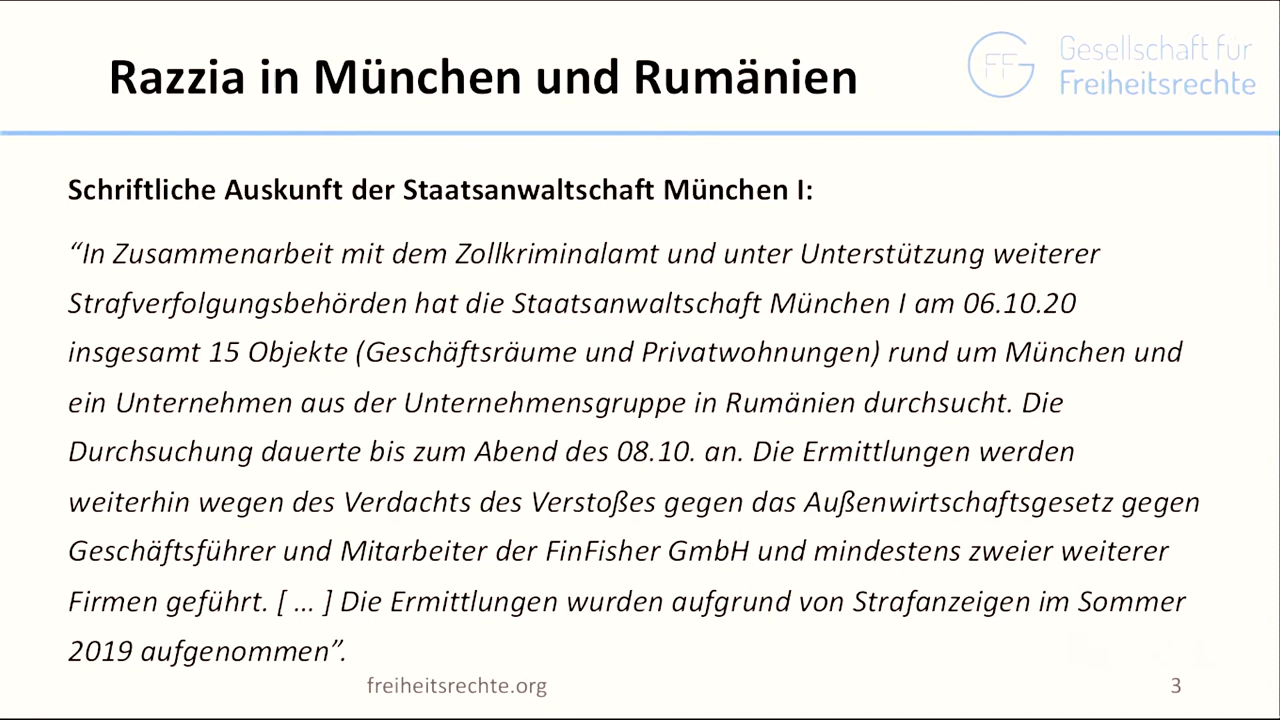 Razzia in München und Rumänien
GFF
Gesellschaft für
Freiheitsrechte
Schriftliche Auskunft der Staatsanwaltschaft München I:
“In Zusammenarbeit mit dem Zollkriminalamt und unter Unterstützung weiterer
Strafverfolgungsbehörden hat die Staatsanwaltschaft München I am 06.10.20
insgesamt 15 Objekte (Geschäftsräume und Privatwohnungen) rund um München und
ein Unternehmen aus der Unternehmensgruppe in Rumänien durchsucht. Die
Durchsuchung dauerte bis zum Abend des 08.10. an. Die Ermittlungen werden
weiterhin wegen des Verdachts des Verstoßes gegen das Außenwirtschaftsgesetz gegen
Geschäftsführer und Mitarbeiter der FinFisher GmbH und mindestens zweier weiterer
Firmen geführt. [ ... ] Die Ermittlungen wurden aufgrund von Strafanzeigen im Sommer
2019 aufgenommen”.
freiheitsrechte.org
3